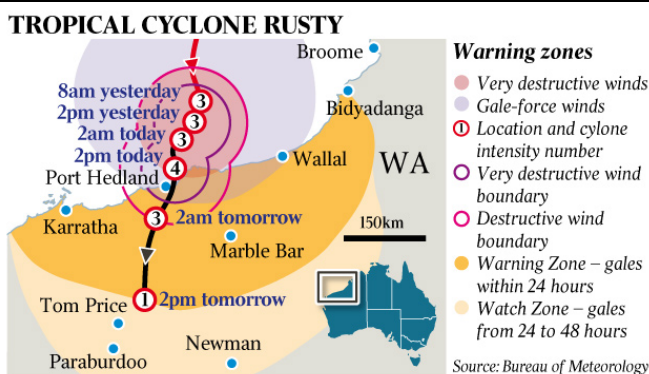 TROPICAL CYCLONE RUSTY
Broome
8am yesterday
3
2pm yesterday
3
Bidyadanga
2am today
3
2pm today
4
Wallal
WA
Port Hedland
3
2am tomorrow
Karratha
150km
Marble Bar
Tom Price
1
2pm tomorrow
Newman
Paraburdoo
Warning zones
Very destructive winds
Gale-force winds
1 Location and cylone
intensity number
Very destructive wind
boundary
Destructive wind
boundary
Warning Zone – gales
within 24 hours
Watch Zone – gales
from 24 to 48 hours
Source: Bureau of Meteorology